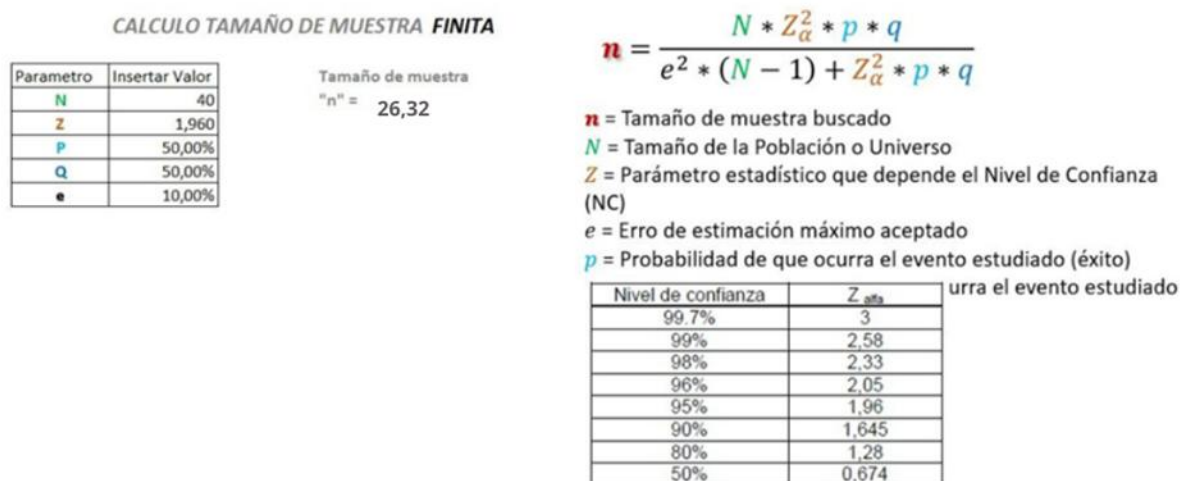 CALCULO TAMAÑO DE MUESTRA FINITA
Parametro Insertar Valor
N 40
Z 1,960
P 50,00%
Q 50,00%
e 10,00%
Tamaño de muestra
"n" = 26,32
n = N * Z²α * p * q / e² * (N − 1) + Z²α * p * q
n = Tamaño de muestra buscado
N = Tamaño de la Población o Universo
Z = Parámetro estadístico que depende el Nivel de Confianza
(NC)
e = Erro de estimación máximo aceptado
p = Probabilidad de que ocurra el evento estudiado (éxito)
urra el evento estudiado
Nivel de confianza Z alfa
99.7% 3
99% 2,58
98% 2,33
96% 2,05
95% 1,96
90% 1,645
80% 1,28
50% 0,674